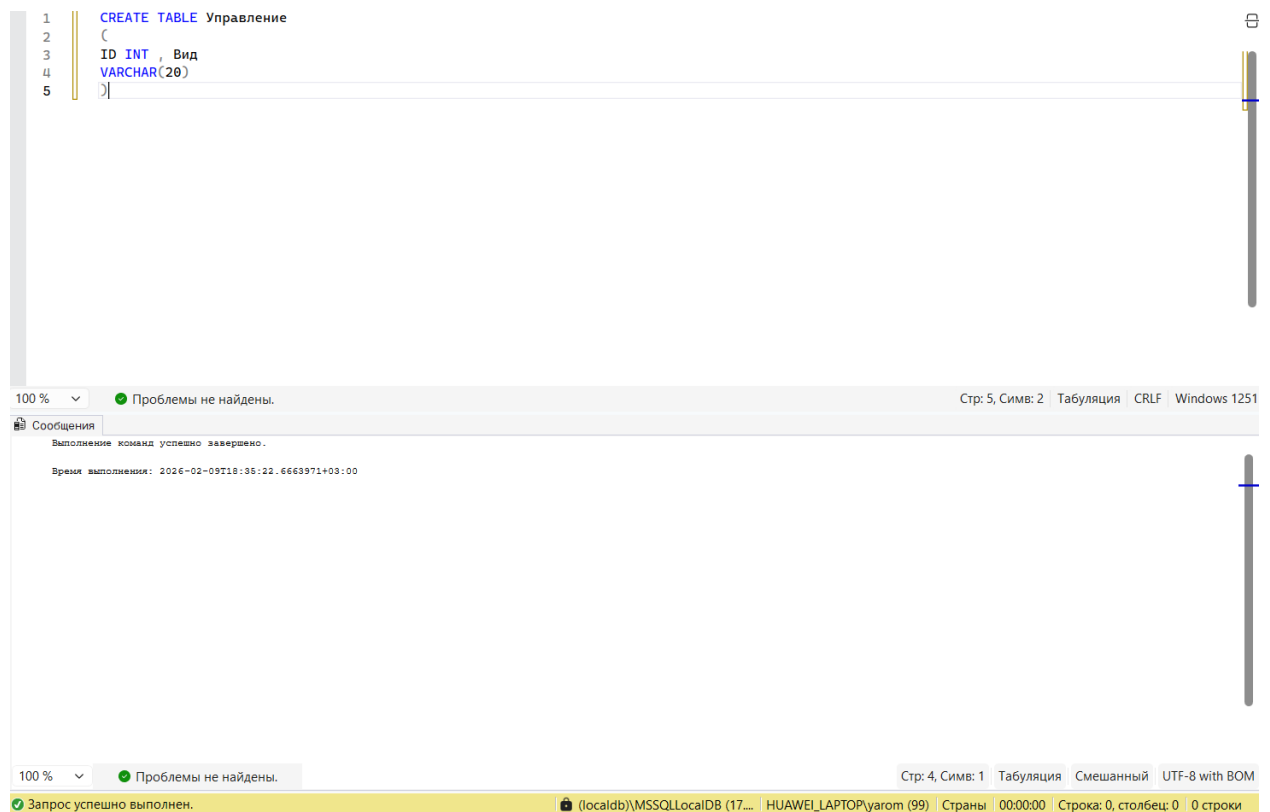 1 CREATE TABLE Управление
2 (
3 ID INT , Вид
4 VARCHAR(20)
5 )
100 % Проблемы не найдены. Стр: 5, Симв: 2 Табуляция CRLF Windows 1251
Сообщения
Выполнение команд успешно завершено.
Время выполнения: 2026-02-09T18:35:22.6663971+03:00
100 % Проблемы не найдены. Стр: 4, Симв: 1 Табуляция Смешанный UTF-8 with BOM
Запрос успешно выполнен. (localdb)\MSSQLLocalDB (17.... HUAWEI_LAPTOP\yarom (99) Страны 00:00:00 Строка: 0, столбец: 0 0 строки